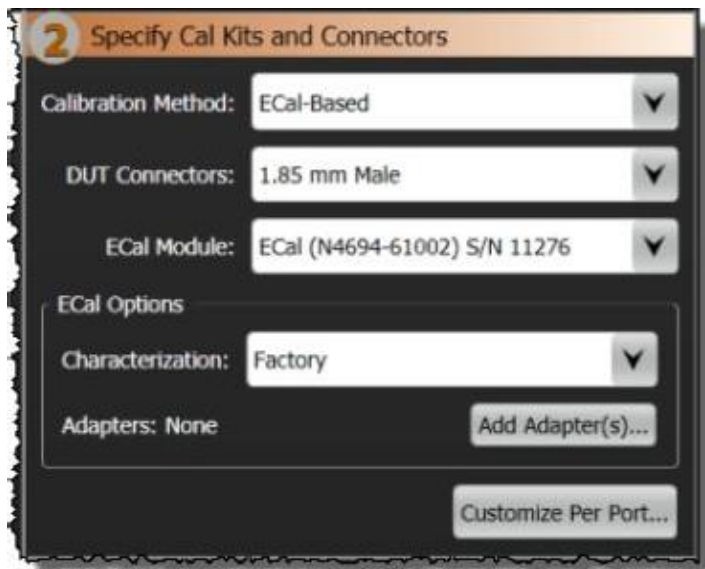 2 Specify Cal Kits and Connectors
Calibration Method: ECal-Based
DUT Connectors: 1.85 mm Male
ECal Module: ECal (N4694-61002) S/N 11276
ECal Options
Characterization: Factory
Adapters: None Add Adapter(s)...
Customize Per Port...